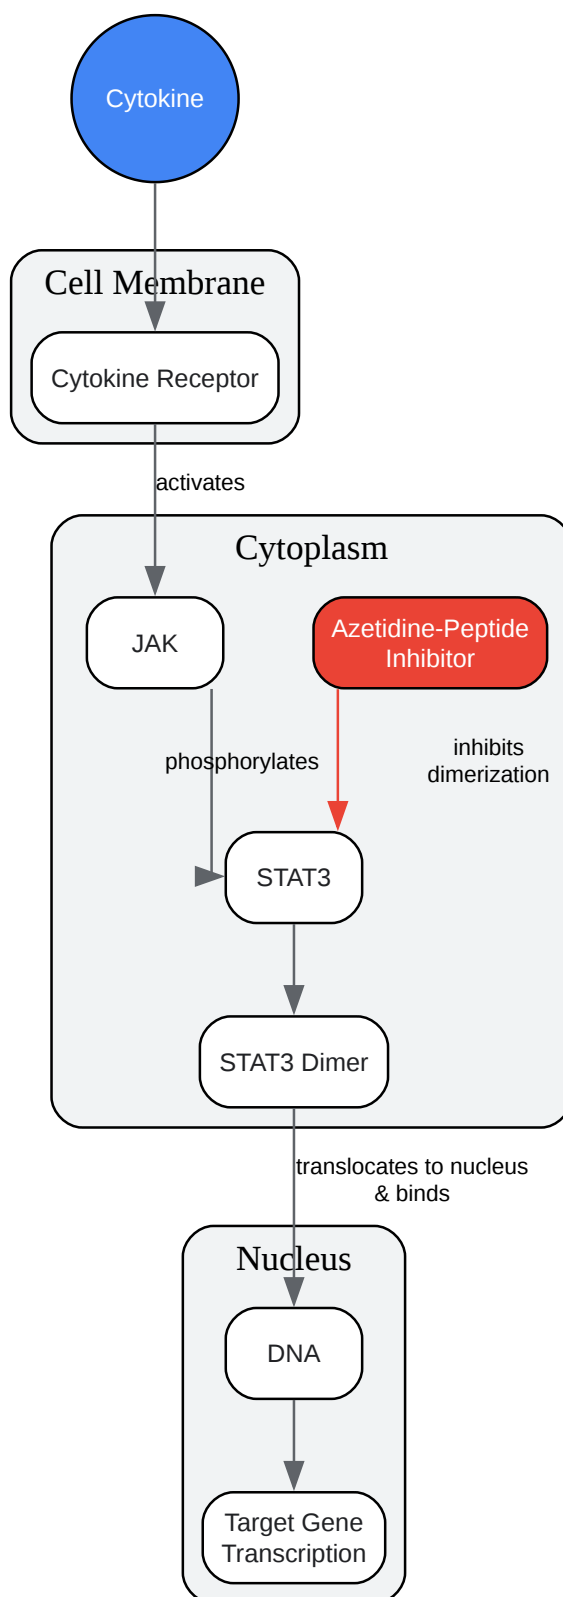 Cytokine
Cell Membrane
Cytokine Receptor
activates
Cytoplasm
JAK
Azetidine-Peptide
Inhibitor
phosphorylates
inhibits
dimerization
STAT3
STAT3 Dimer
translocates to nucleus
& binds
Nucleus
DNA
Target Gene
Transcription